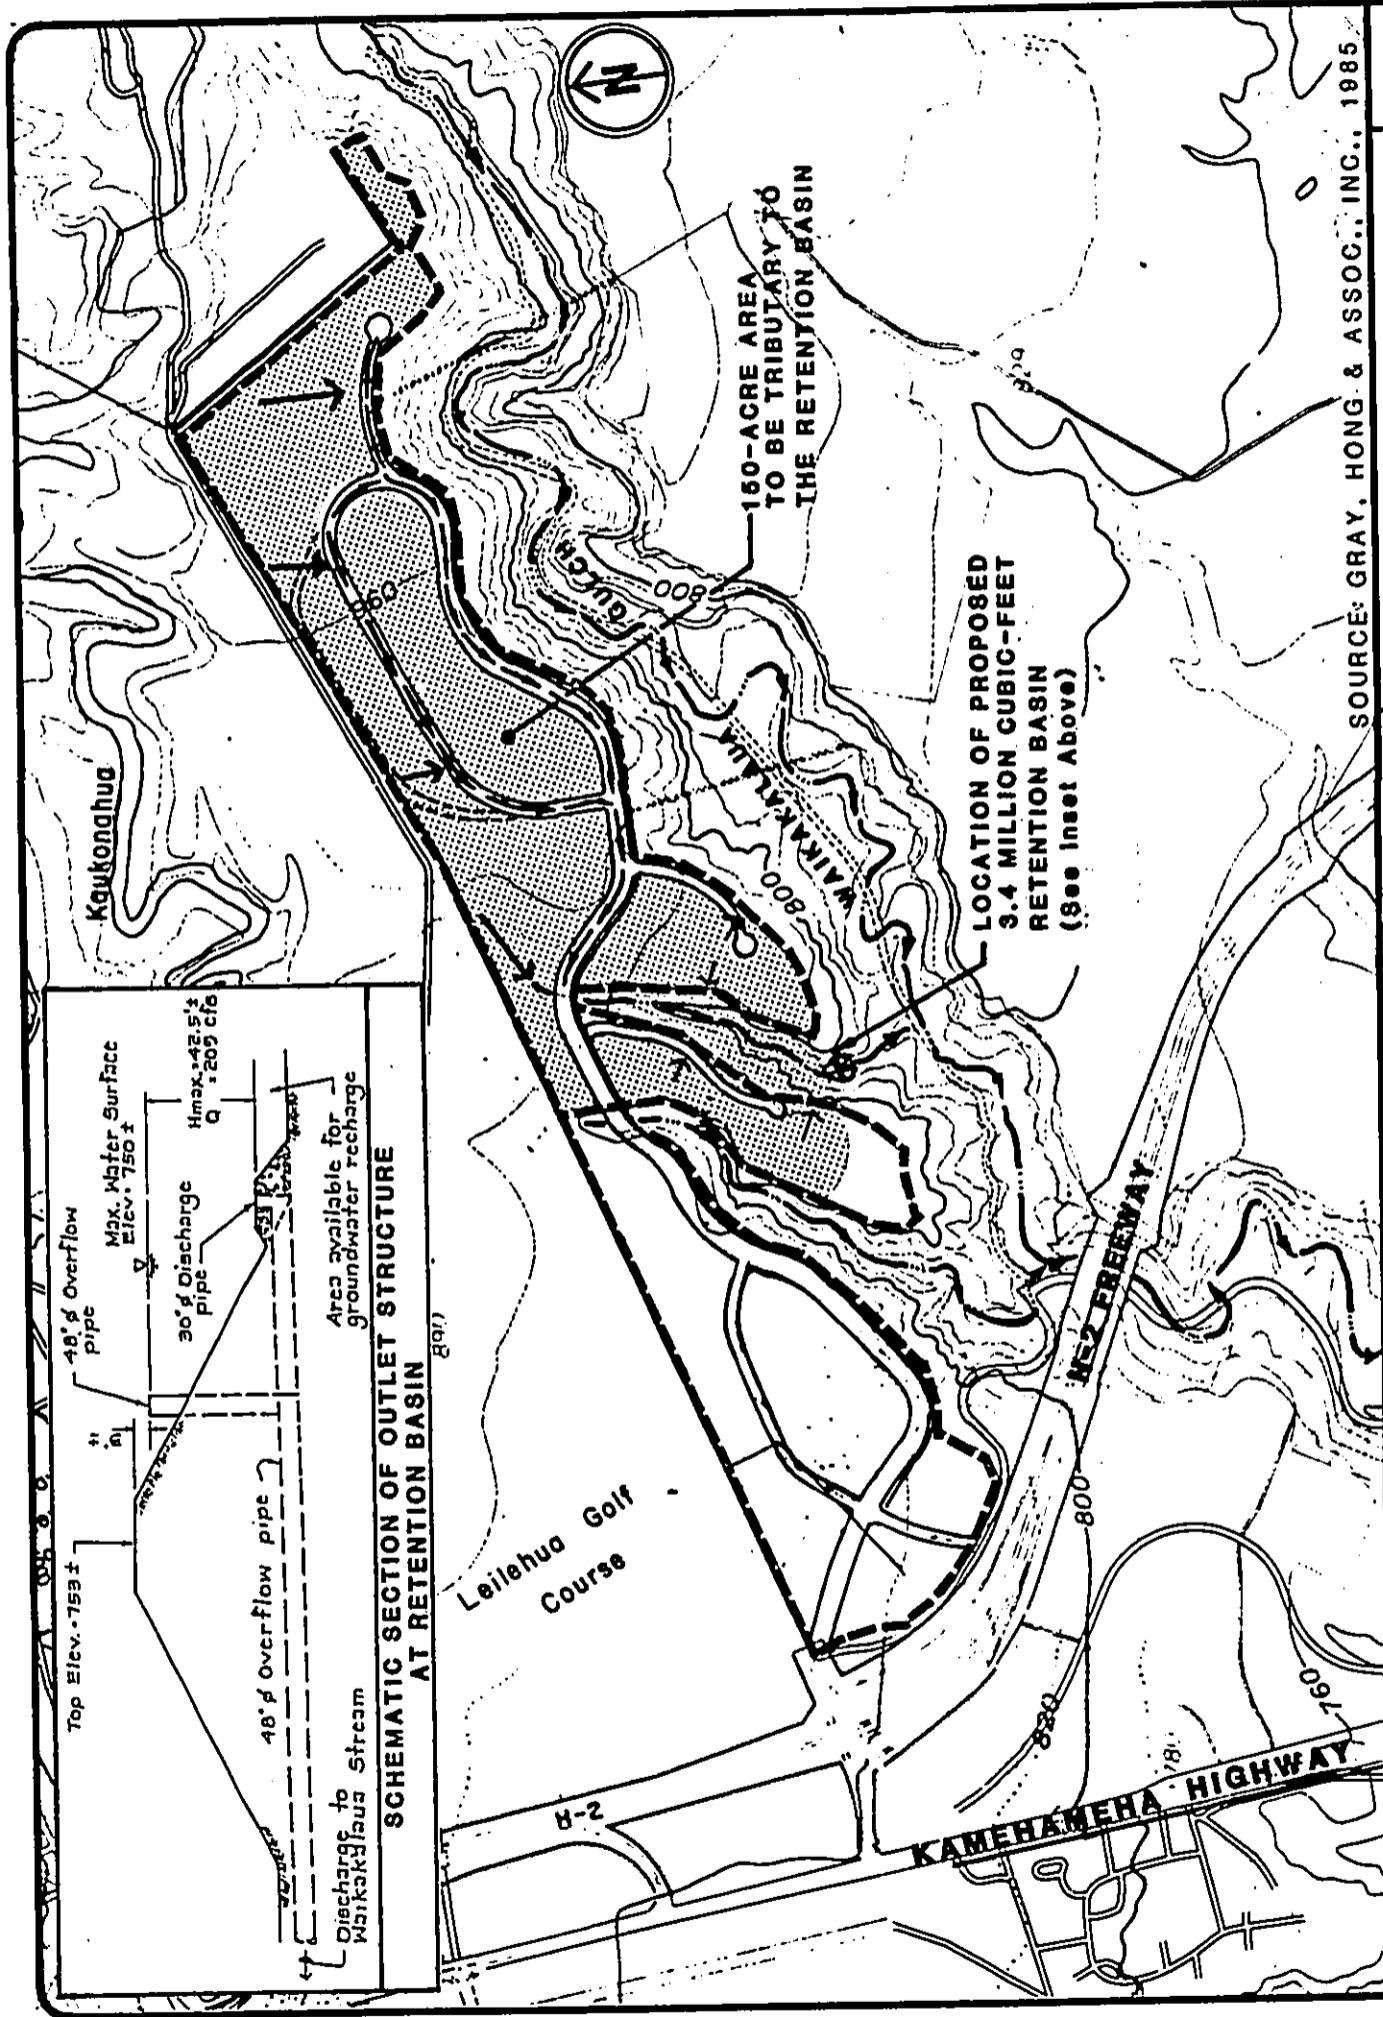 Top Elev. = 753±
48" ø Overflow
pipe
Max. Water Surface
Elev. = 750±
30" ø Discharge
pipe
Hmax. = 42.5'±
Q = 205 cfs
48" ø Overflow pipe
Discharge to
Waikakalaua Stream
Area available for
groundwater recharge
SCHEMATIC SECTION OF OUTLET STRUCTURE
AT RETENTION BASIN
Kaukonahua
N
960
GULCH
800
WAIKAKALAUA
800
150-ACRE AREA
TO BE TRIBUTARY TO
THE RETENTION BASIN
LOCATION OF PROPOSED
3.4 MILLION CUBIC-FEET
RETENTION BASIN
(See Inset Above)
829
Leilehua Golf
Course
H-2
H-2 FREEWAY
800
820
760
KAMEHAMEHA HIGHWAY
SOURCE: GRAY, HONG & ASSOC., INC., 1985